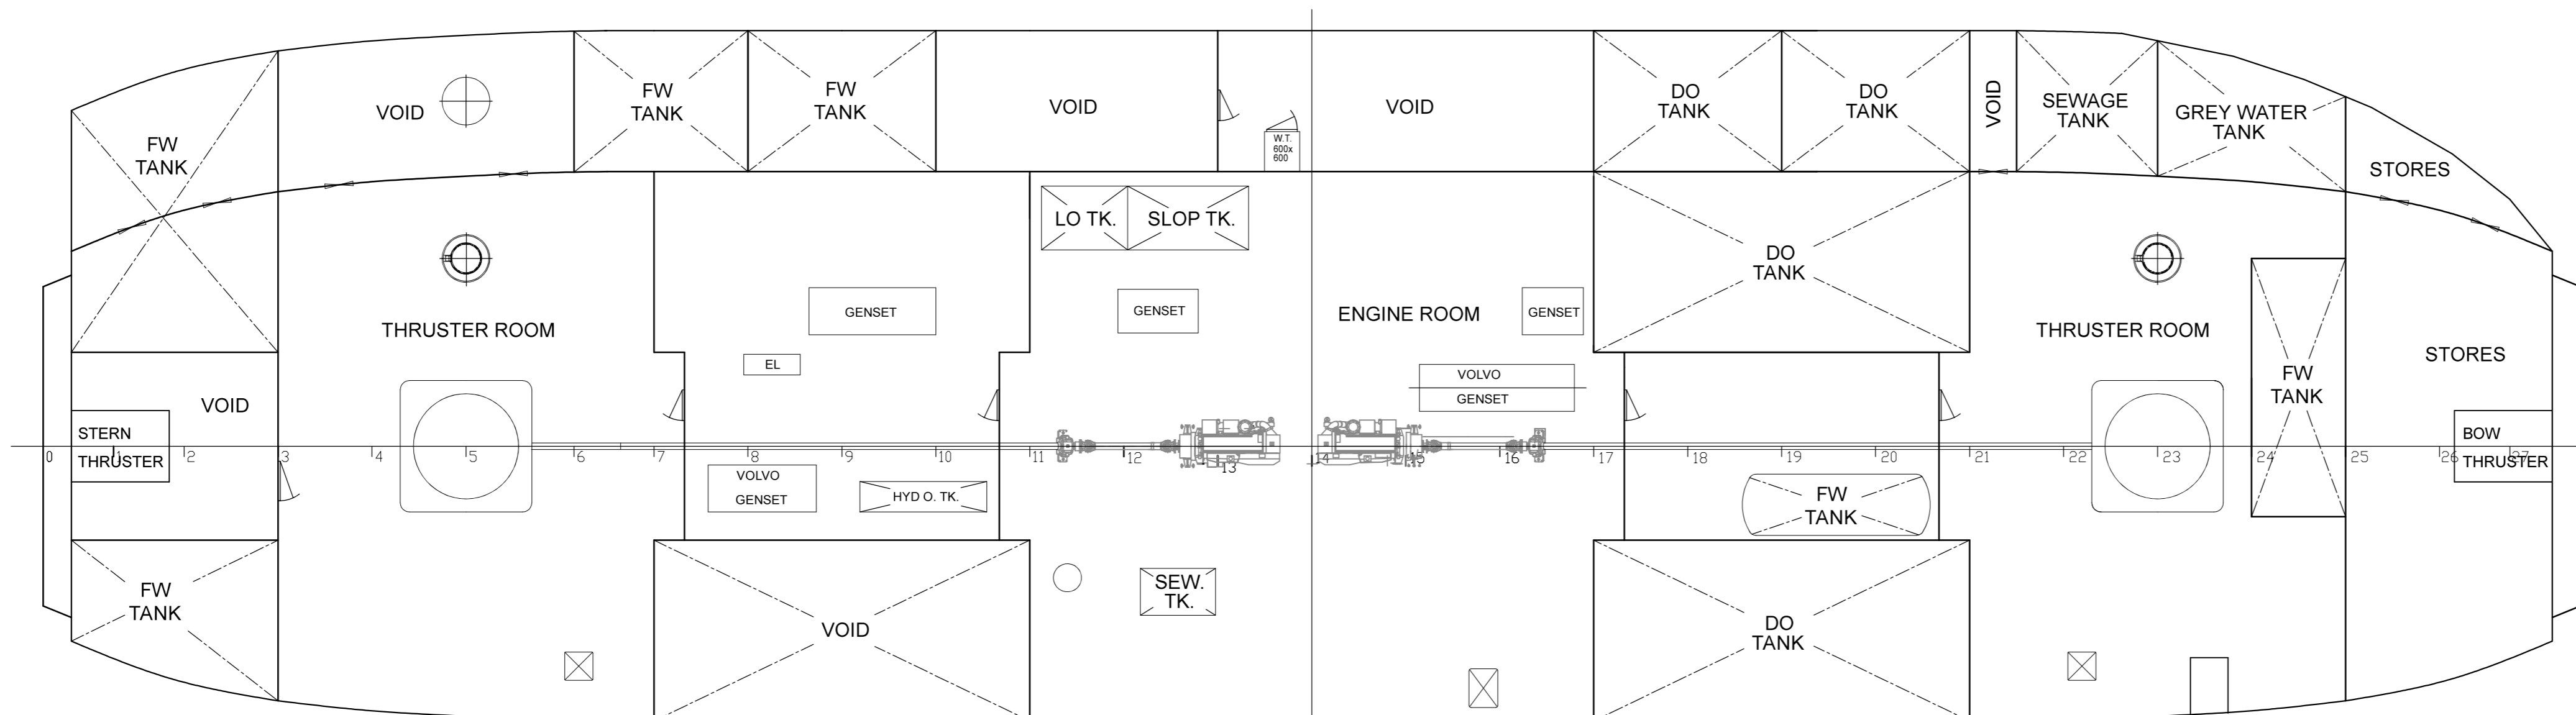 FW
TANK
VOID
FW
TANK
FW
TANK
VOID
VOID
W.T.
600x
600
DO
TANK
DO
TANK
VOID
SEWAGE
TANK
GREY WATER
TANK
STORES
LO TK.
SLOP TK.
DO
TANK
THRUSTER ROOM
GENSET
GENSET
ENGINE ROOM
GENSET
THRUSTER ROOM
STORES
EL
VOLVO
GENSET
FW
TANK
VOID
STERN
THRUSTER
BOW
THRUSTER
0 1 2 3 4 5 6 7 8 9 10 11 12 13 14 15 16 17 18 19 20 21 22 23 24 25 26 27
VOLVO
GENSET
HYD O. TK.
FW
TANK
FW
TANK
VOID
SEW.
TK.
DO
TANK